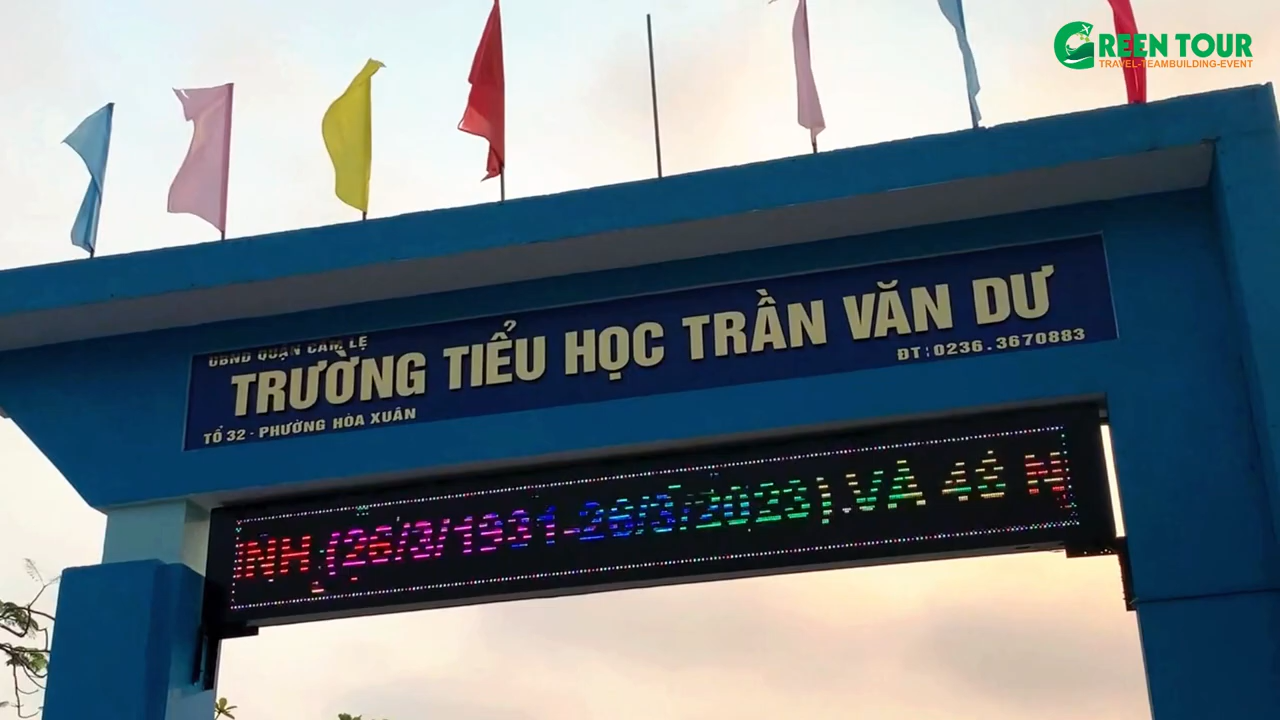 GREEN TOUR
TRAVEL-TEAMBUILDING-EVENT
UBND QUẬN CẨM LỆ
TRƯỜNG TIỂU HỌC TRẦN VĂN DƯ
ĐT: 0236.3670883
TỔ 32 - PHƯỜNG HÒA XUÂN
INH (26/3/1931-26/3/2023).VÀ 48 N